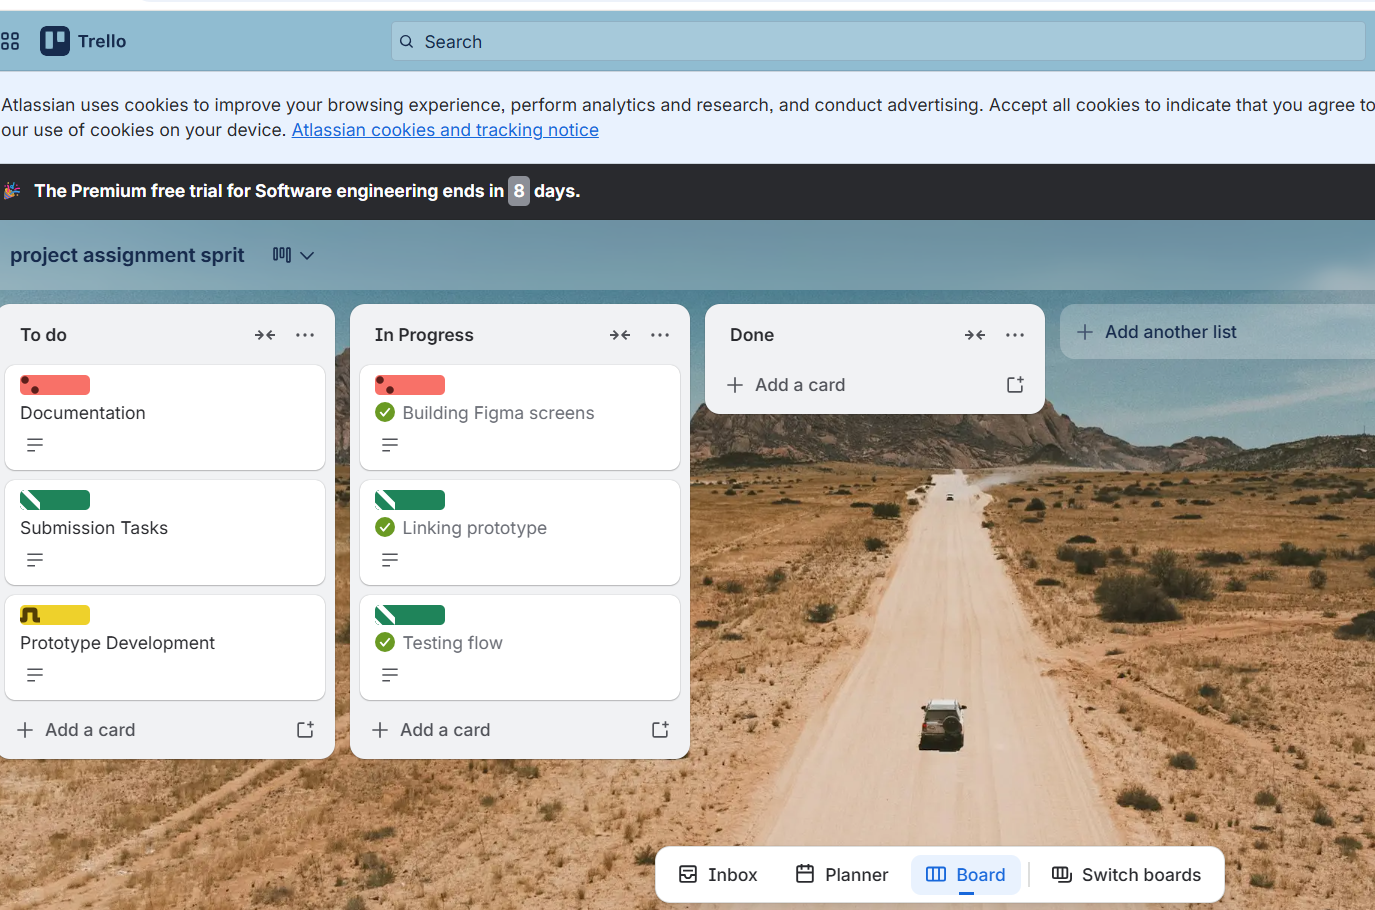 Trello
Search
Atlassian uses cookies to improve your browsing experience, perform analytics and research, and conduct advertising. Accept all cookies to indicate that you agree to
our use of cookies on your device. Atlassian cookies and tracking notice
The Premium free trial for Software engineering ends in 8 days.
project assignment sprit
To do
Documentation
Submission Tasks
Prototype Development
Add a card
In Progress
Building Figma screens
Linking prototype
Testing flow
Add a card
Done
Add a card
Add another list
Inbox
Planner
Board
Switch boards